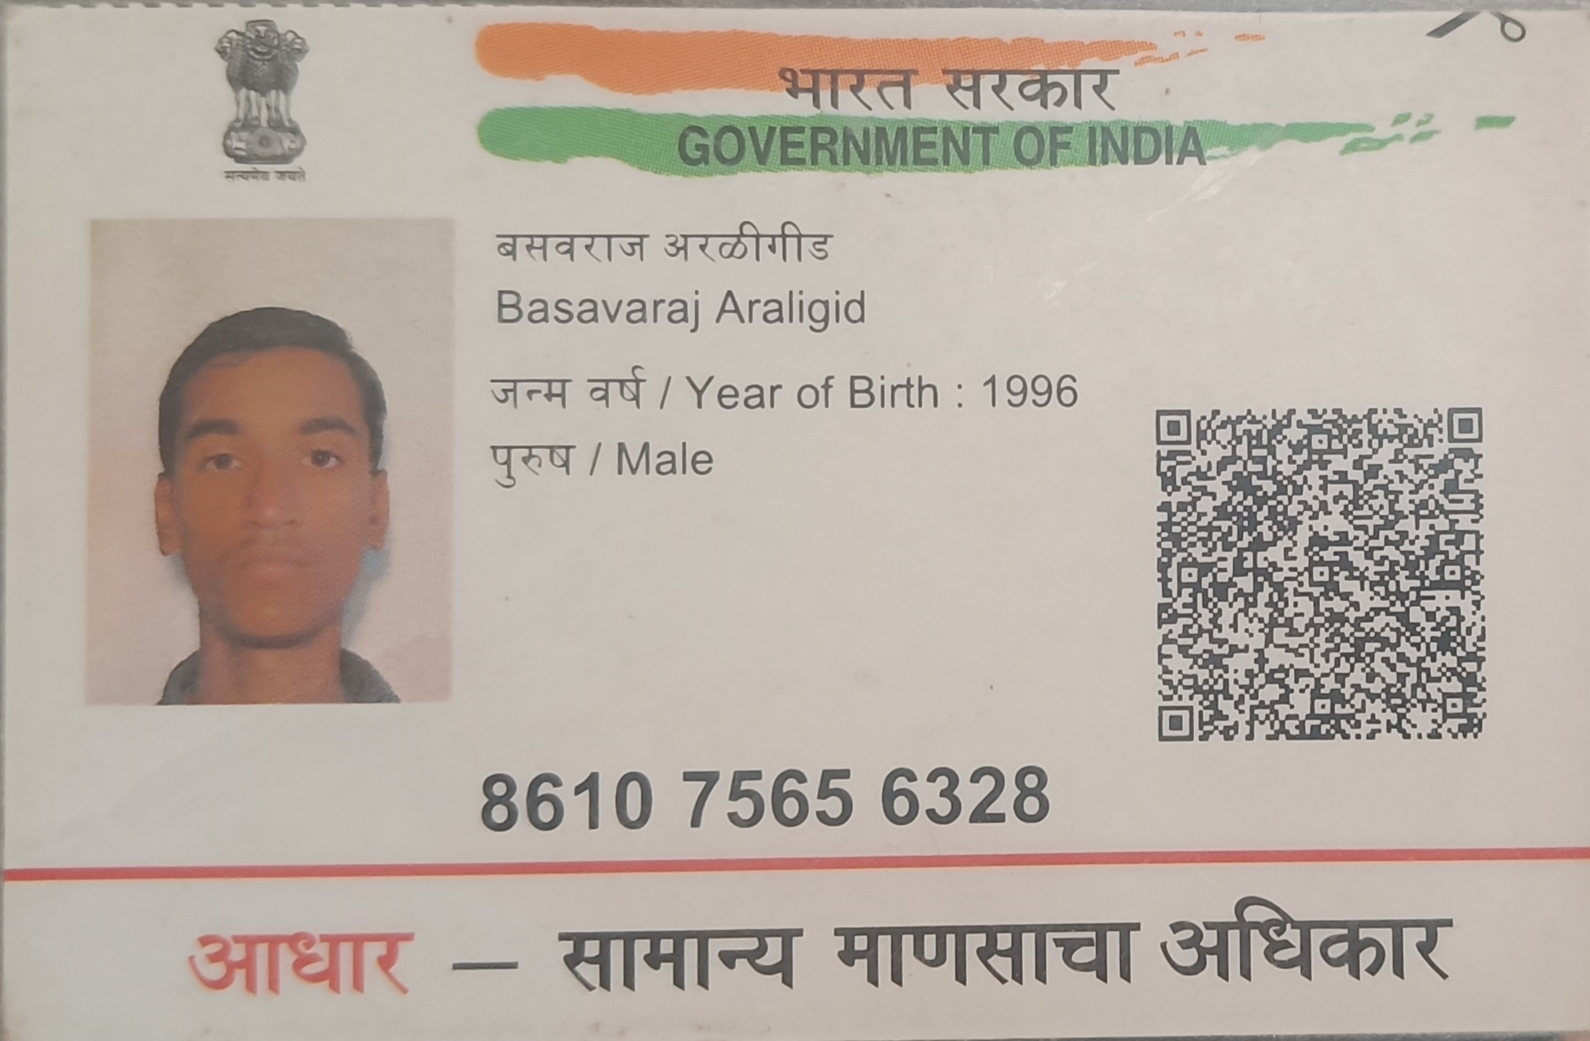 सत्यमेव जयते
भारत सरकार
GOVERNMENT OF INDIA
बसवराज अरळीगीड
Basavaraj Araligid
जन्म वर्ष / Year of Birth : 1996
पुरुष / Male
8610 7565 6328
आधार — सामान्य माणसाचा अधिकार